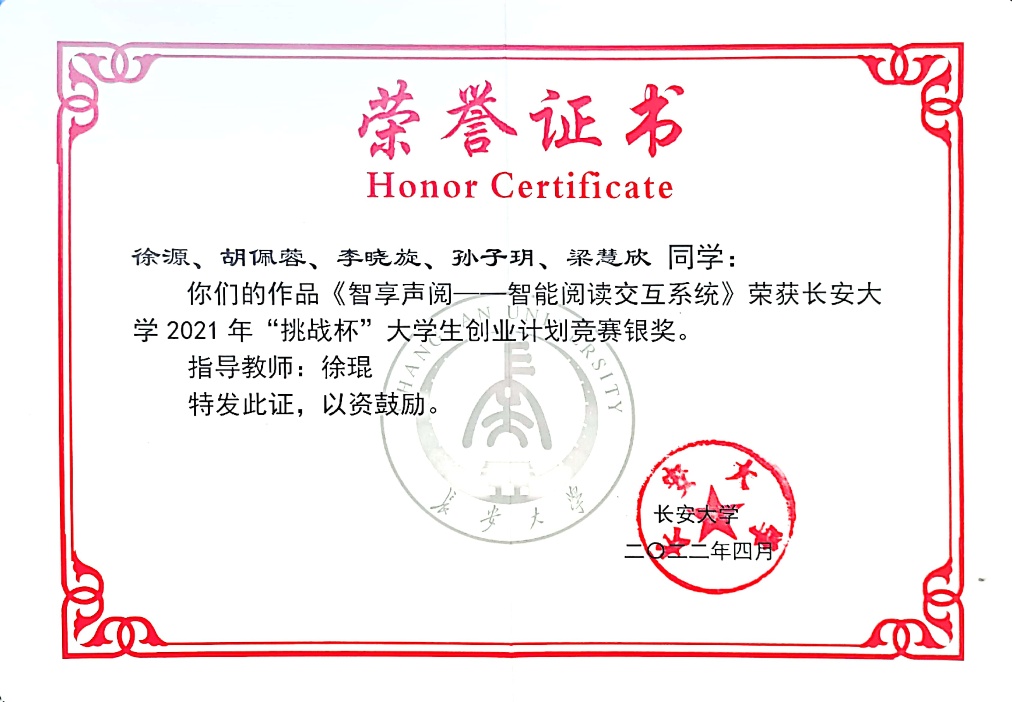 荣誉证书
Honor Certificate
徐源、胡佩蓉、李晓旋、孙子玥、梁慧欣 同学：
你们的作品《智享声阅——智能阅读交互系统》荣获长安大
学 2021 年“挑战杯”大学生创业计划竞赛银奖。
指导教师：徐琨
特发此证，以资鼓励。
CHANG'AN UNIVERSITY
长安大学
长安大学
长安大学
二〇二二年四月